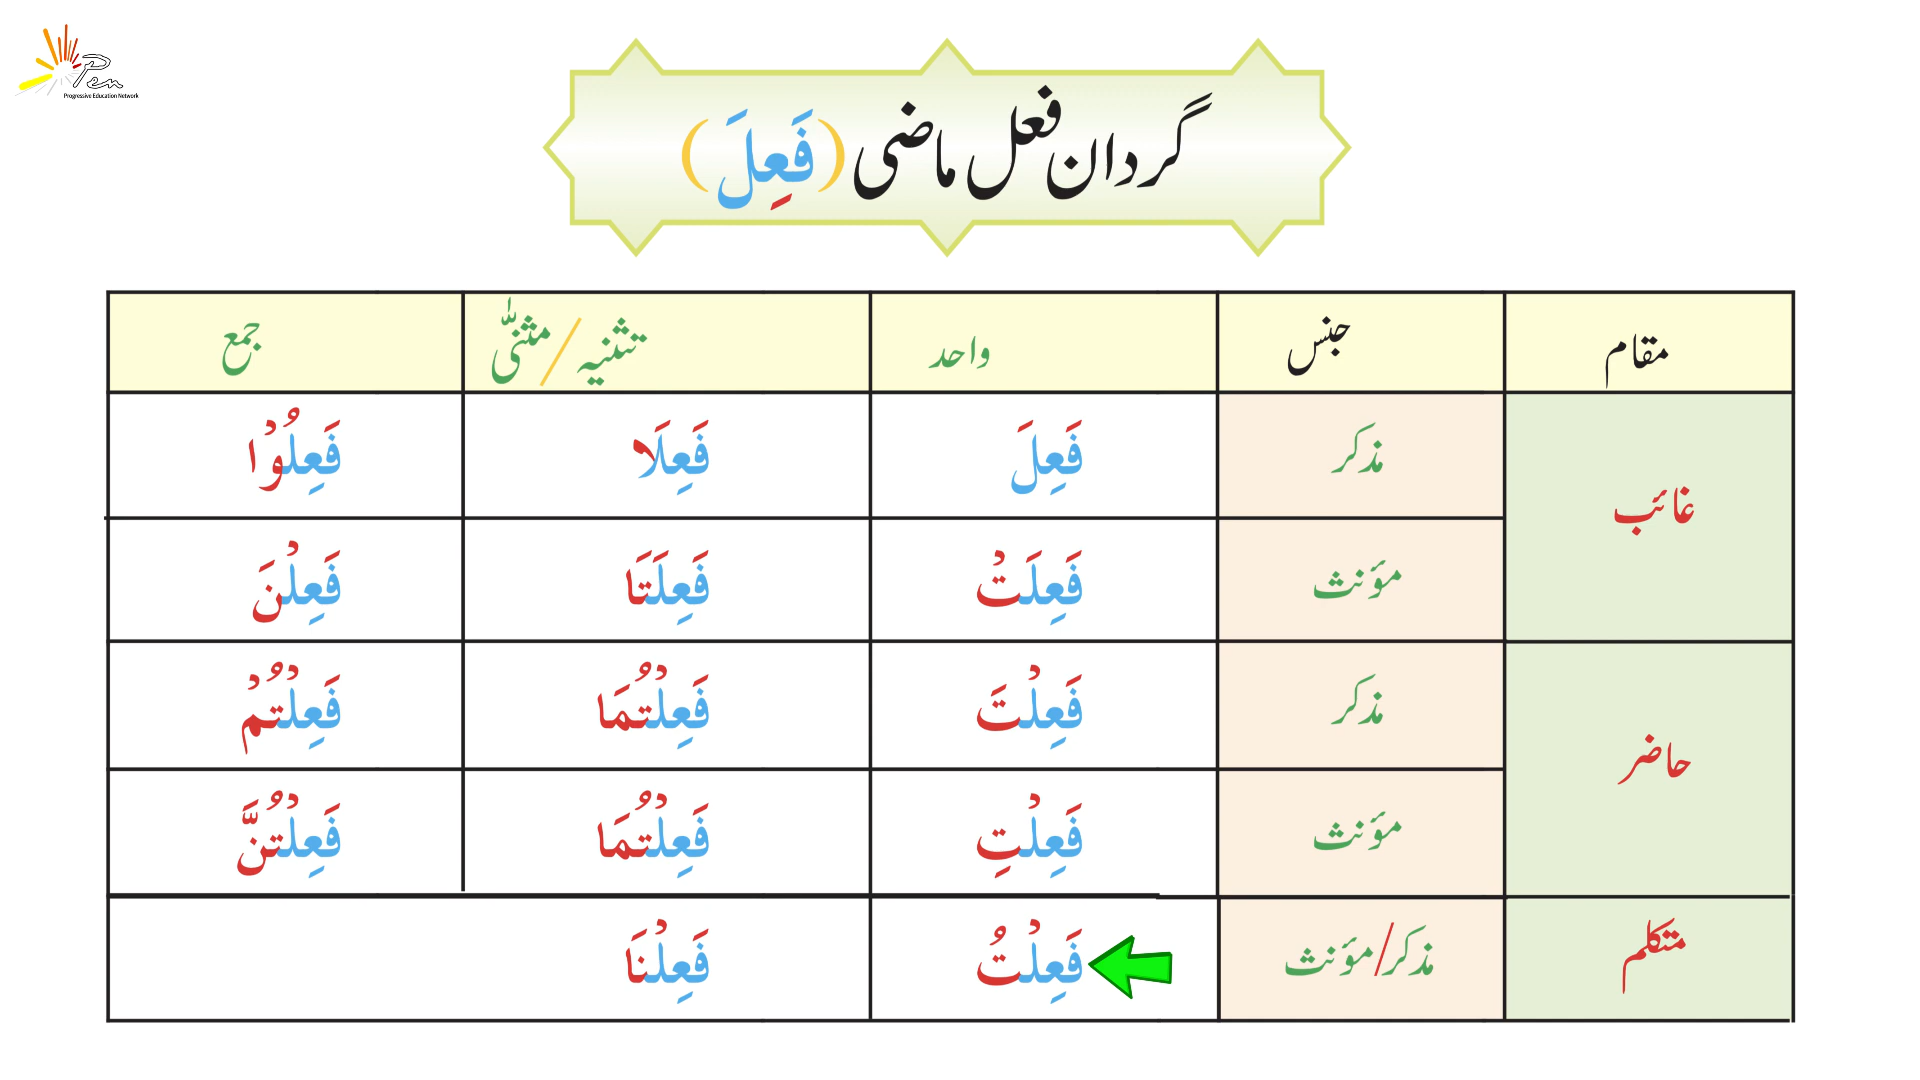 Pen
Progressive Education Network
گردان فعل ماضی (فَعِلَ)
مقام جنس واحد تثنیہ/مثنیّٰ جمع
غائب مذکر فَعِلَ فَعِلَا فَعِلُوْا
مؤنث فَعِلَتْ فَعِلَتَا فَعِلْنَ
حاضر مذکر فَعِلْتَ فَعِلْتُمَا فَعِلْتُمْ
مؤنث فَعِلْتِ فَعِلْتُمَا فَعِلْتُنَّ
متکلم مذکر/مؤنث فَعِلْتُ فَعِلْنَا